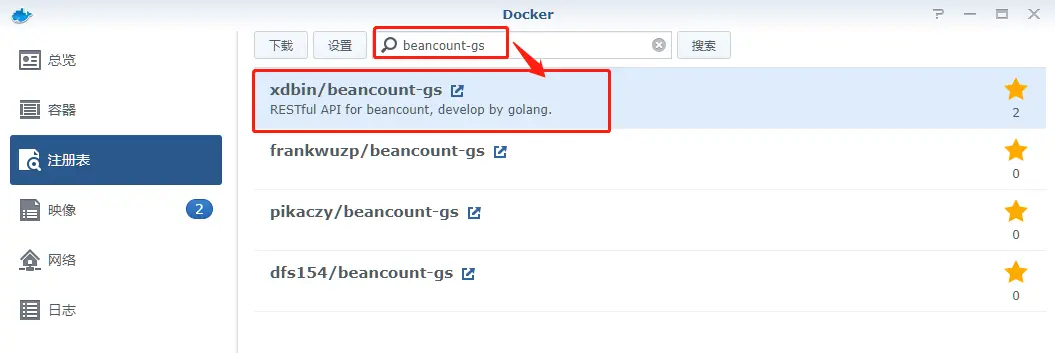 Docker
总览
容器
注册表
映像
2
网络
日志
下载
设置
beancount-gs
搜索
xdbin/beancount-gs
RESTful API for beancount, develop by golang.
2
frankwuzp/beancount-gs
0
pikaczy/beancount-gs
0
dfs154/beancount-gs
0